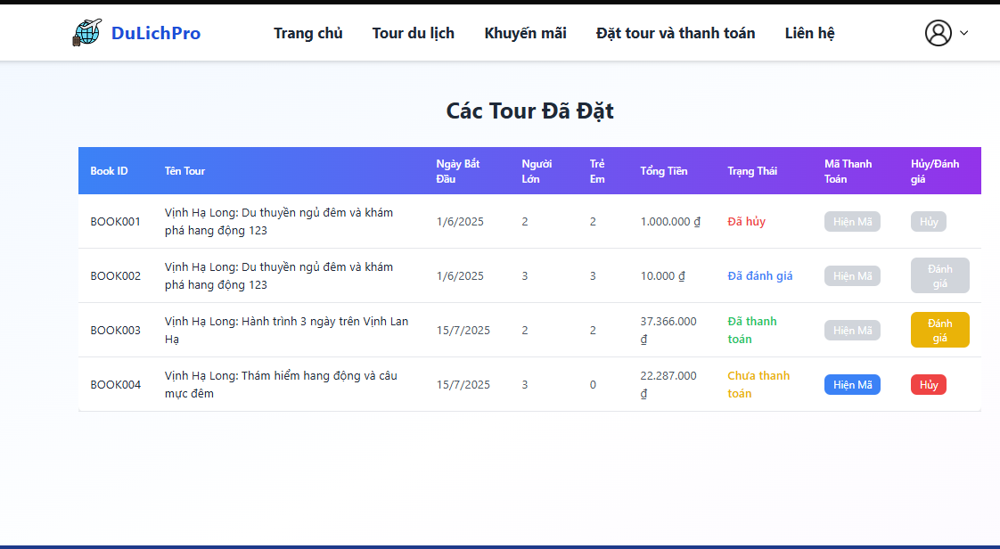 DuLichPro
Trang chủ
Tour du lịch
Khuyến mãi
Đặt tour và thanh toán
Liên hệ
Các Tour Đã Đặt
Book ID
Tên Tour
Ngày Bắt
Đầu
Người
Lớn
Trẻ
Em
Tổng Tiền
Trạng Thái
Mã Thanh
Toán
Hủy/Đánh
giá
BOOK001
Vịnh Hạ Long: Du thuyền ngủ đêm và khám
phá hang động 123
1/6/2025
2
2
1.000.000 ₫
Đã hủy
Hiện Mã
Hủy
BOOK002
Vịnh Hạ Long: Du thuyền ngủ đêm và khám
phá hang động 123
1/6/2025
3
3
10.000 ₫
Đã đánh giá
Hiện Mã
Đánh
giá
BOOK003
Vịnh Hạ Long: Hành trình 3 ngày trên Vịnh Lan
Hạ
15/7/2025
2
2
37.366.000
₫
Đã thanh
toán
Hiện Mã
Đánh
giá
BOOK004
Vịnh Hạ Long: Thám hiểm hang động và câu
mực đêm
15/7/2025
3
0
22.287.000
₫
Chưa thanh
toán
Hiện Mã
Hủy